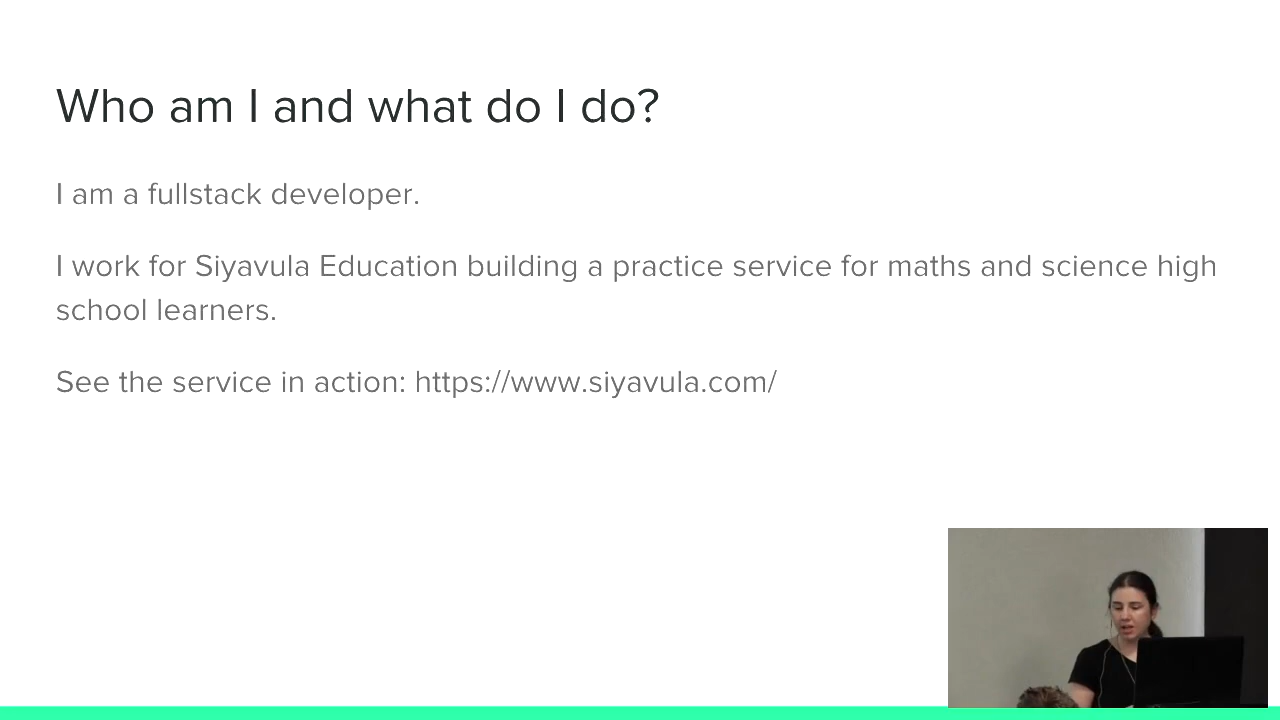 Who am I and what do I do?
I am a fullstack developer.
I work for Siyavula Education building a practice service for maths and science high
school learners.
See the service in action: https://www.siyavula.com/